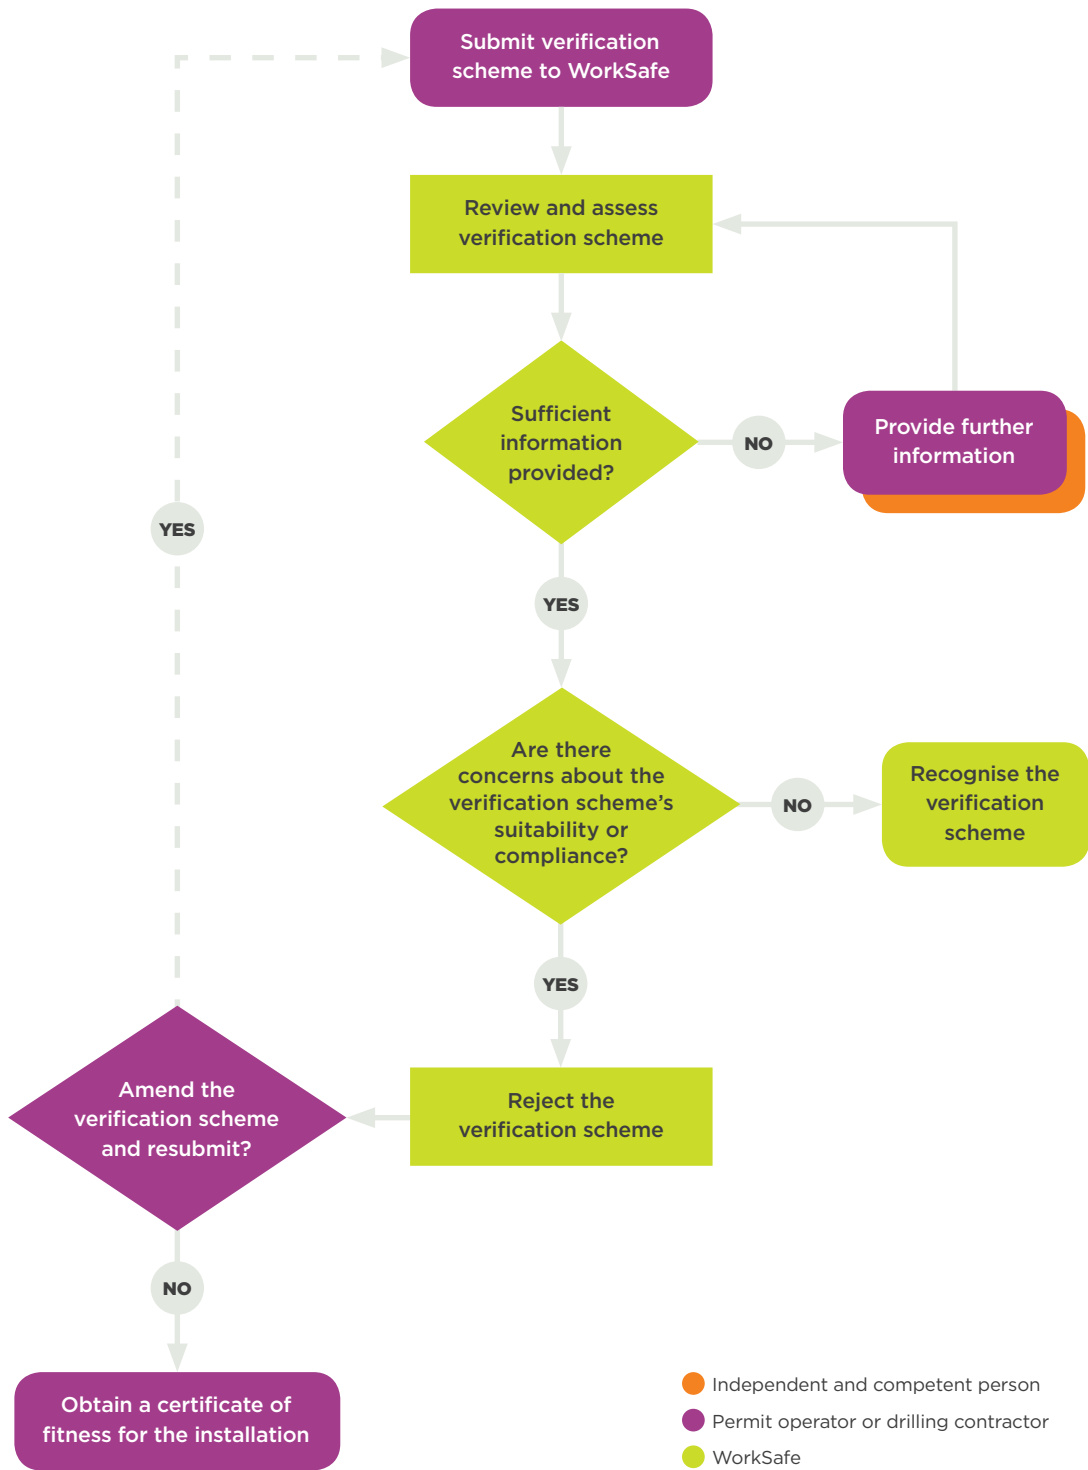 Submit verification
scheme to WorkSafe
Review and assess
verification scheme
Sufficient
information
provided?
NO
Provide further
information
YES
YES
Are there
concerns about the
verification scheme’s
suitability or
compliance?
NO
Recognise the
verification
scheme
YES
Reject the
verification scheme
Amend the
verification scheme
and resubmit?
NO
Obtain a certificate of
fitness for the installation
Independent and competent person
Permit operator or drilling contractor
WorkSafe